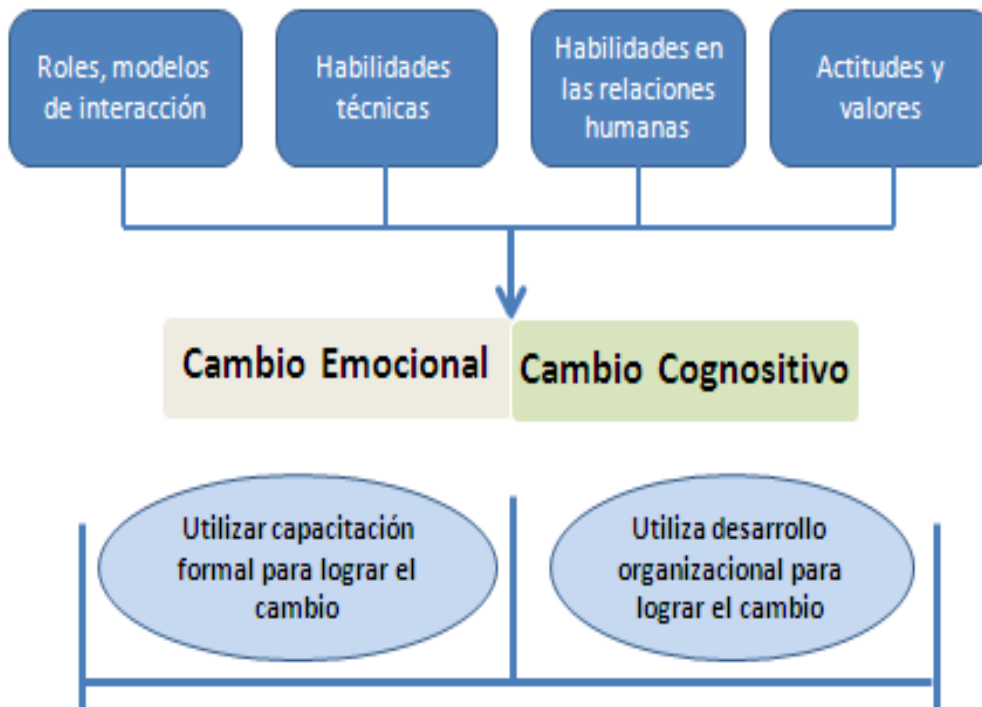 Roles, modelos
de interacción
Habilidades
técnicas
Habilidades en
las relaciones
humanas
Actitudes y
valores
Cambio Emocional
Cambio Cognositivo
Utilizar capacitación
formal para lograr el
cambio
Utiliza desarrollo
organizacional para
lograr el cambio